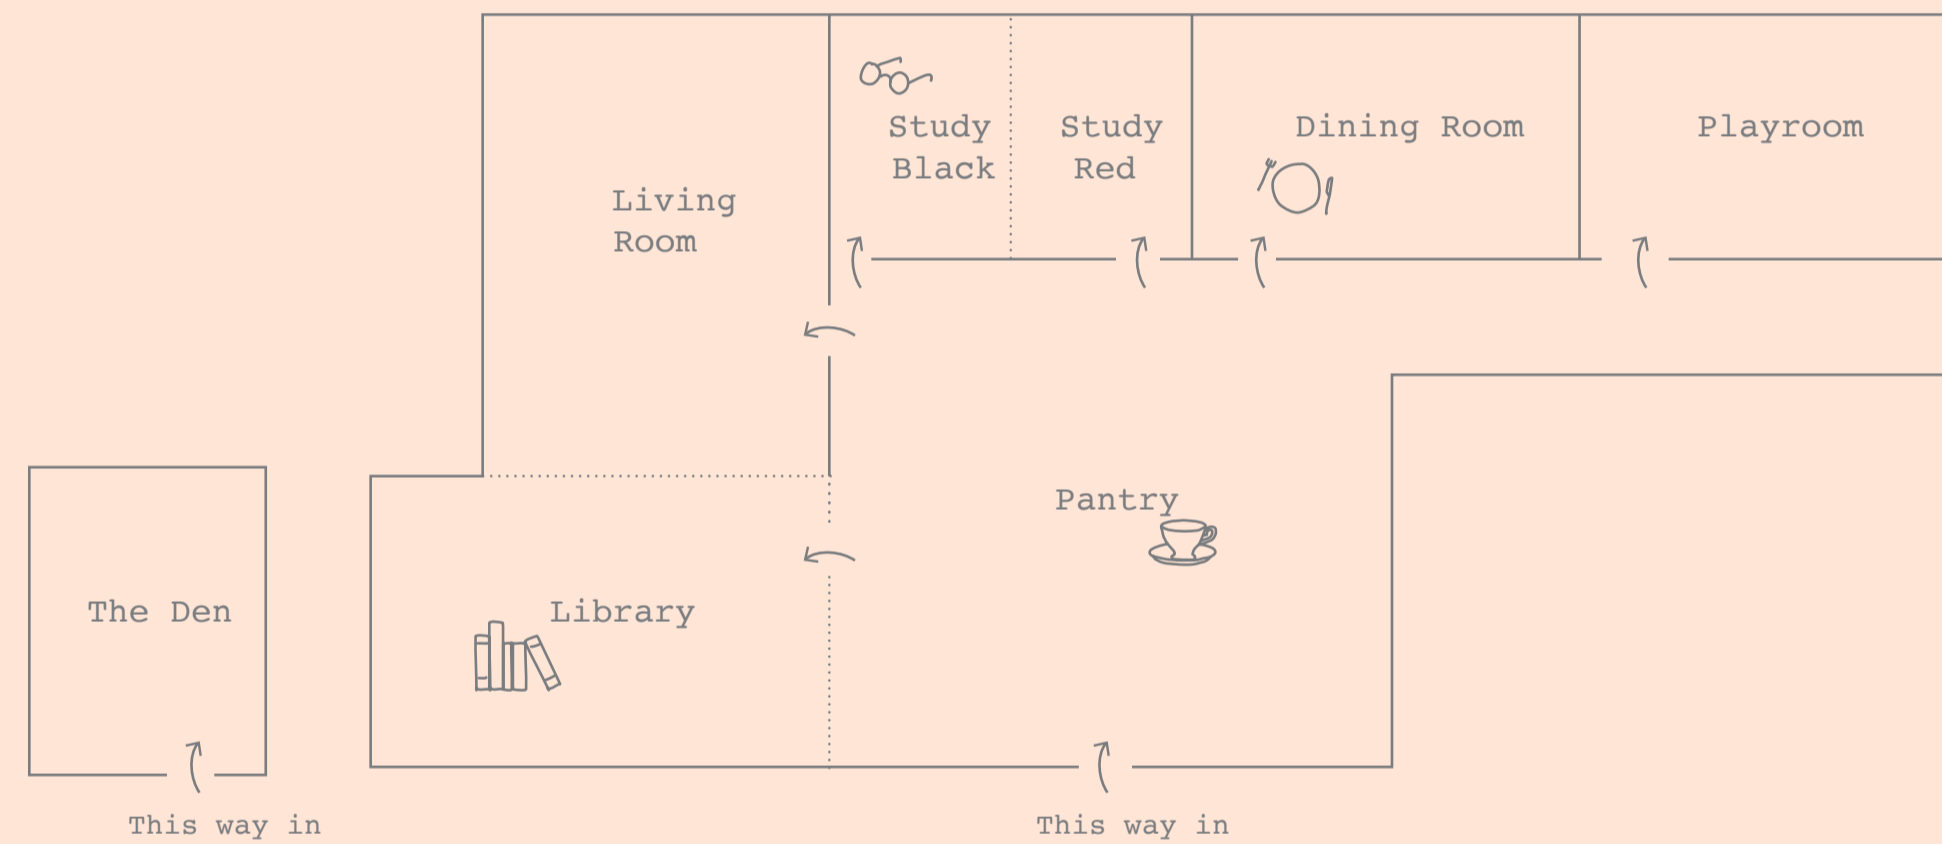 Living
Room
Study
Black
Study
Red
Dining Room
Playroom
Pantry
The Den
Library
This way in
This way in